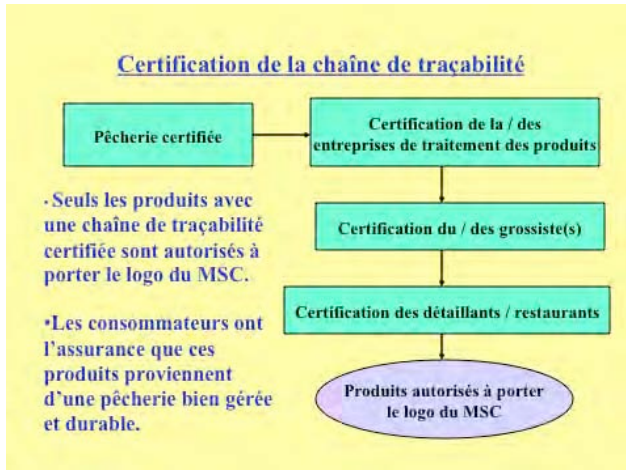 Certification de la chaîne de traçabilité
Pêcherie certifiée
Certification de la / des
entreprises de traitement des produits
· Seuls les produits avec
une chaîne de traçabilité
certifiée sont autorisés à
porter le logo du MSC.
Certification du / des grossiste(s)
Certification des détaillants / restaurants
•Les consommateurs ont
l'assurance que ces
produits proviennent
d'une pêcherie bien gérée
et durable.
Produits autorisés à porter
le logo du MSC